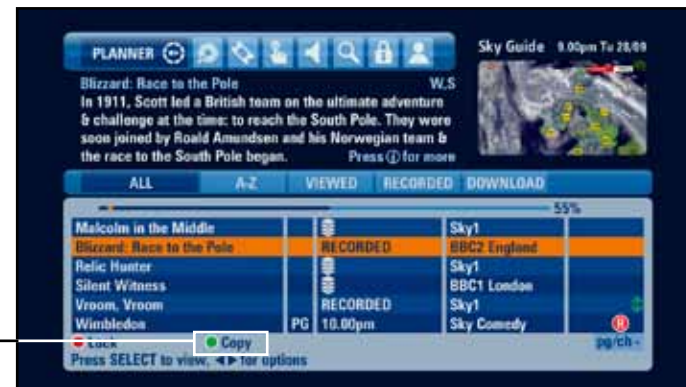 PLANNER
Sky Guide 9.00pm Tu 28/09
Blizzard: Race to the Pole W,S
In 1911, Scott led a British team on the ultimate adventure
& challenge at the time: to reach the South Pole. They were
soon joined by Roald Amundsen and his Norwegian team &
the race to the South Pole began. Press ⓘ for more
ALL A-Z VIEWED RECORDED DOWNLOAD
55%
Malcolm in the Middle Sky1
Blizzard: Race to the Pole RECORDED BBC2 England
Relic Hunter Sky1
Silent Witness BBC1 London
Vroom, Vroom RECORDED Sky1
Wimbledon PG 10.00pm Sky Comedy R
Lock Copy pg/ch-
Press SELECT to view. ◀▶ for options